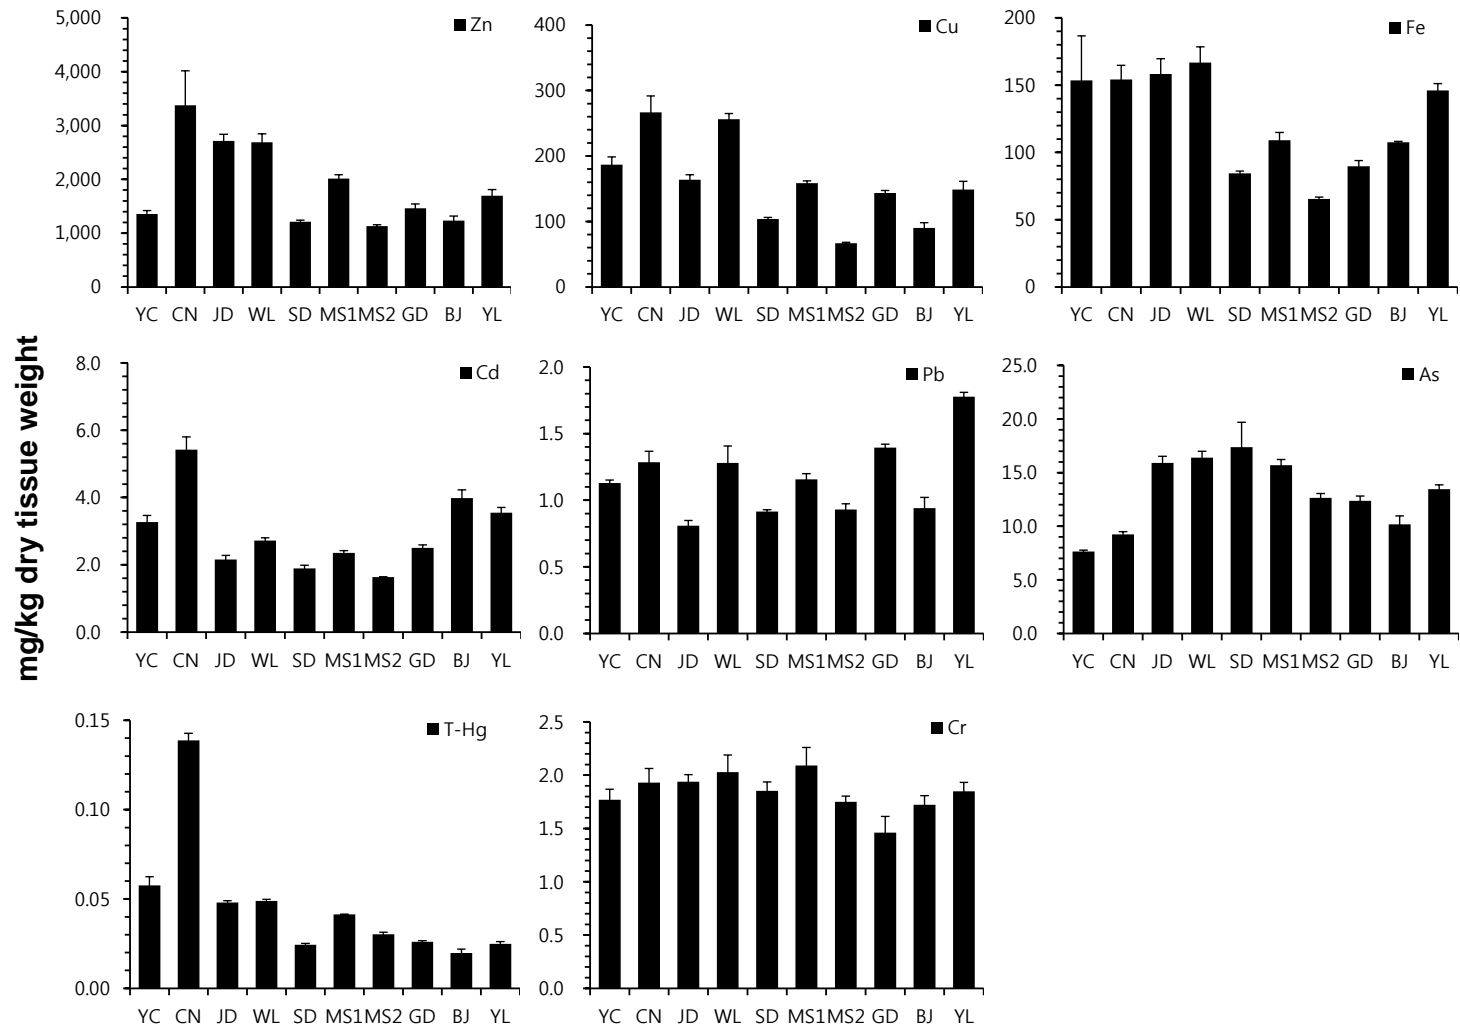 mg/kg dry tissue weight
Zn
5,000
4,000
3,000
2,000
1,000
0
YC CN JD WL SD MS1 MS2 GD BJ YL
Cu
400
300
200
100
0
YC CN JD WL SD MS1 MS2 GD BJ YL
Fe
200
150
100
50
0
YC CN JD WL SD MS1 MS2 GD BJ YL
Cd
8.0
6.0
4.0
2.0
0.0
YC CN JD WL SD MS1 MS2 GD BJ YL
Pb
2.0
1.5
1.0
0.5
0.0
YC CN JD WL SD MS1 MS2 GD BJ YL
As
25.0
20.0
15.0
10.0
5.0
0.0
YC CN JD WL SD MS1 MS2 GD BJ YL
T-Hg
0.15
0.10
0.05
0.00
YC CN JD WL SD MS1 MS2 GD BJ YL
Cr
2.5
2.0
1.5
1.0
0.5
0.0
YC CN JD WL SD MS1 MS2 GD BJ YL